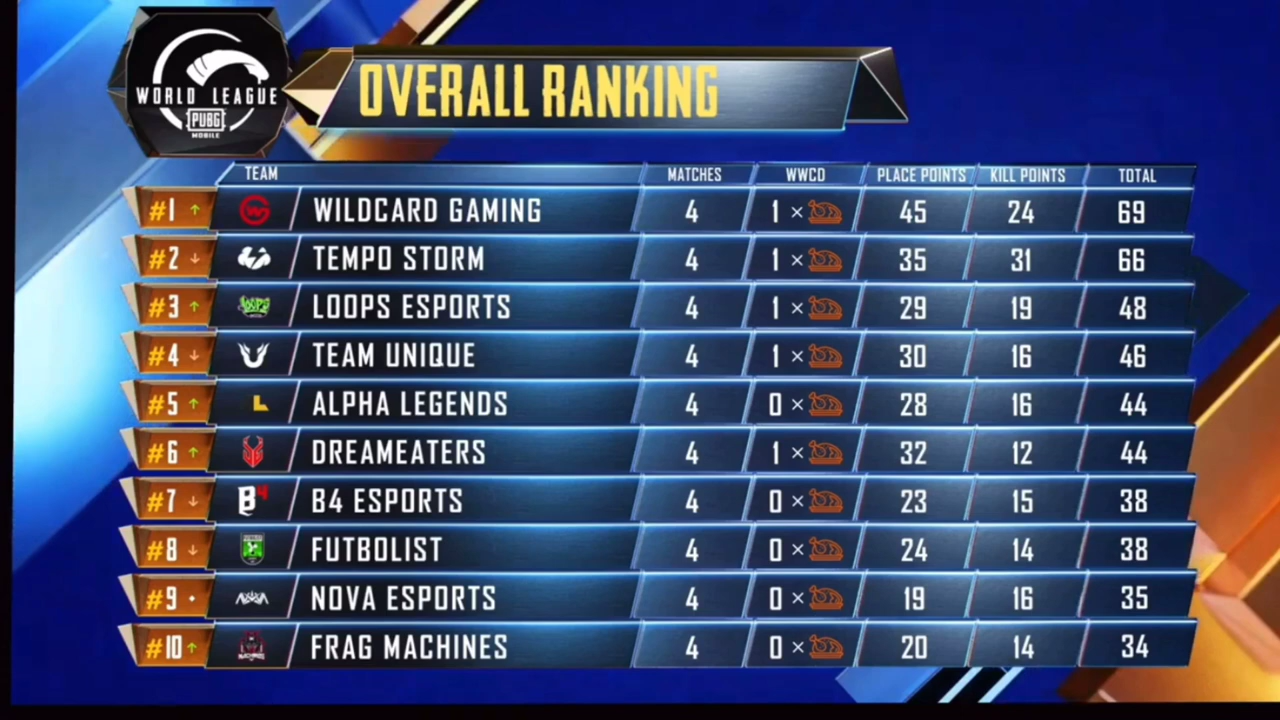 WORLD LEAGUE
PUBG
MOBILE
OVERALL RANKING
TEAM MATCHES WWCD PLACE POINTS KILL POINTS TOTAL
#1 ↑ WILDCARD GAMING 4 1 × 45 24 69
#2 ↓ TEMPO STORM 4 1 × 35 31 66
#3 ↑ LOOPS LOOPS ESPORTS 4 1 × 29 19 48
#4 ↓ TEAM UNIQUE 4 1 × 30 16 46
#5 ↑ L ALPHA LEGENDS 4 0 × 28 16 44
#6 ↑ DREAMEATERS 4 1 × 32 12 44
#7 ↓ B4 B4 ESPORTS 4 0 × 23 15 38
#8 ↓ FUTBOLIST 4 0 × 24 14 38
#9 • NOVA NOVA ESPORTS 4 0 × 19 16 35
#10 ↑ FRAG MACHINES 4 0 × 20 14 34